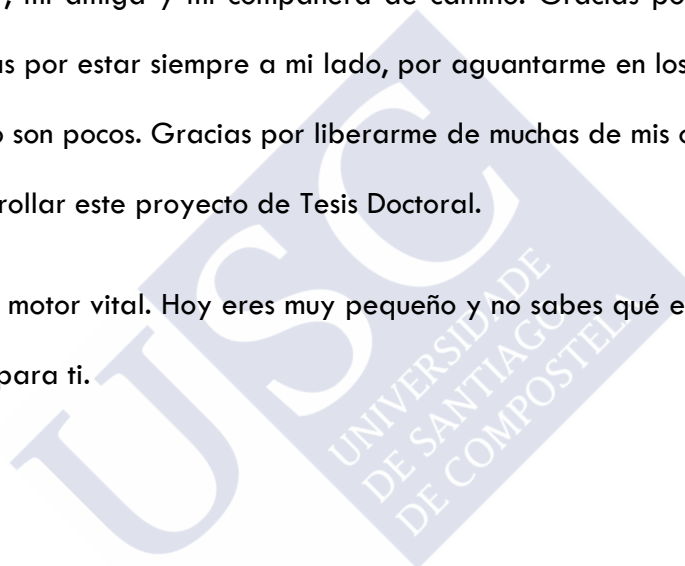 , mi amiga y mi compañera de camino. Gracias po
as por estar siempre a mi lado, por aguantarme en los
o son pocos. Gracias por liberarme de muchas de mis
rollar este proyecto de Tesis Doctoral.
motor vital. Hoy eres muy pequeño y no sabes qué e
para ti.
USC
UNIVERSIDADE
DE SANTIAGO
DE COMPOSTELA